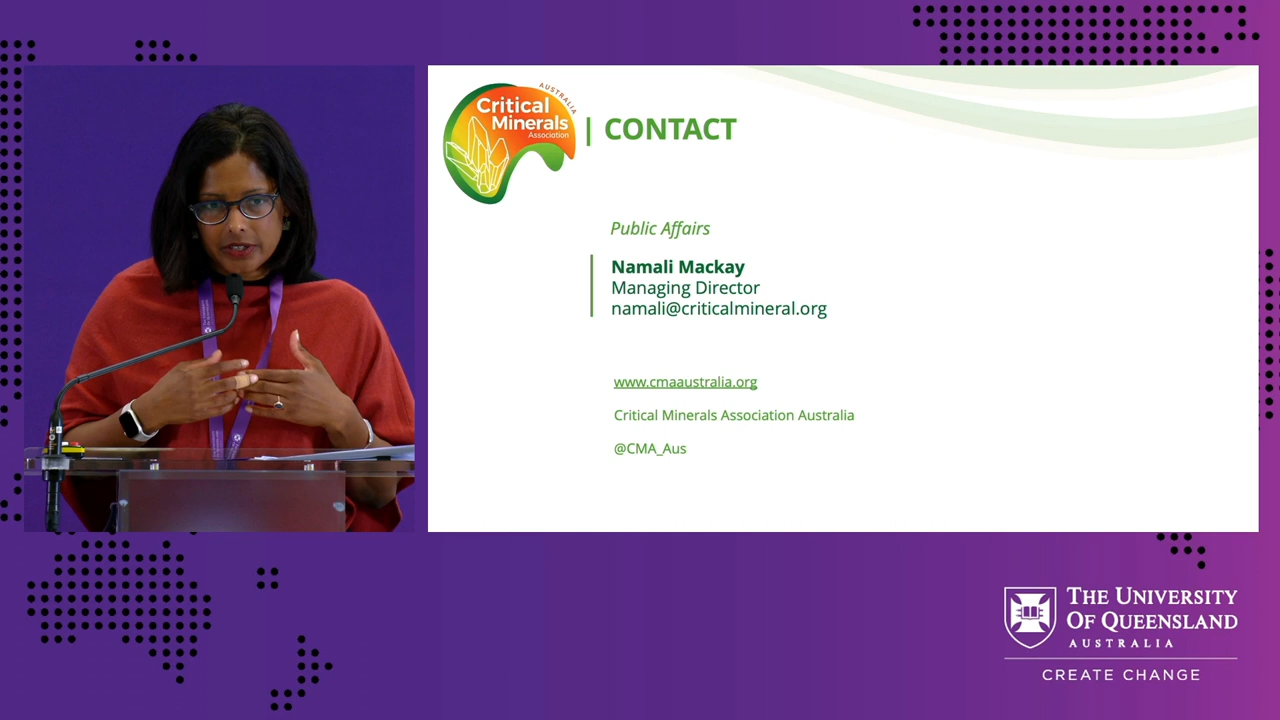 AUSTRALIA
Critical
Minerals
Association
CONTACT
Public Affairs
Namali Mackay
Managing Director
namali@criticalmineral.org
www.cmaaustralia.org
Critical Minerals Association Australia
@CMA_Aus
THE UNIVERSITY
OF QUEENSLAND
AUSTRALIA
CREATE CHANGE